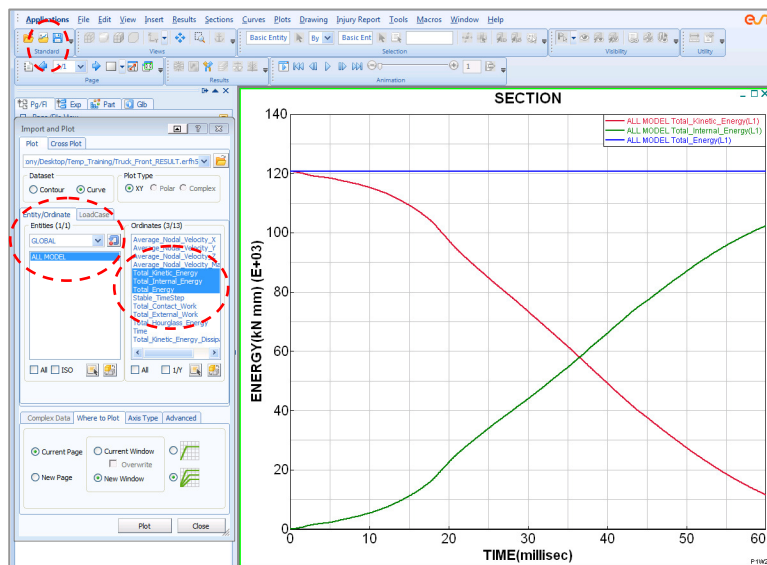 Applications File Edit View Insert Results Sections Curves Plots Drawing Injury Report Tools Macros Window Help
Standard Views Basic Entity By Basic Ent Selection Visibility Utility
1/1 Page Results 1 Animation
Pg/Fl Exp Part Glb
Import and Plot
Plot Cross Plot
ony/Desktop/Temp_Training/Truck_Front_RESULT.erfh5
Dataset Plot Type
Contour Curve XY Polar Complex
Entity/Ordinate LoadCase
Entities (1/1) Ordinates (3/13)
GLOBAL
ALL MODEL
Average_Nodal_Velocity_X
Average_Nodal_Velocity_Y
Average_Nodal_Velocity_Z
Average_Nodal_Velocity_Ma
Total_Kinetic_Energy
Total_Internal_Energy
Total_Energy
Stable_TimeStep
Total_Contact_Work
Total_External_Work
Total_Hourglass_Energy
Time
Total_Kinetic_Energy_Dissipa
All ISO All 1/Y
Complex Data Where to Plot Axis Type Advanced
Current Page Current Window
Overwrite
New Page New Window
Plot Close
SECTION
ALL MODEL Total_Kinetic_Energy(L1)
ALL MODEL Total_Internal_Energy(L1)
ALL MODEL Total_Energy(L1)
ENERGY(kN mm) (E+03)
140
120
100
80
60
40
20
0
0 10 20 30 40 50 60
TIME(millisec)
P1W2